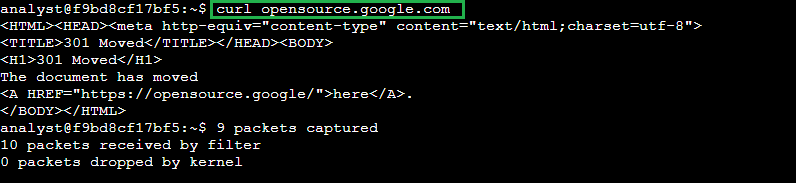 analyst@f9bd8cf17bf5:~$ curl opensource.google.com
<HTML><HEAD><meta http-equiv="content-type" content="text/html;charset=utf-8">
<TITLE>301 Moved</TITLE></HEAD><BODY>
<H1>301 Moved</H1>
The document has moved
<A HREF="https://opensource.google/">here</A>.
</BODY></HTML>
analyst@f9bd8cf17bf5:~$ 9 packets captured
10 packets received by filter
0 packets dropped by kernel